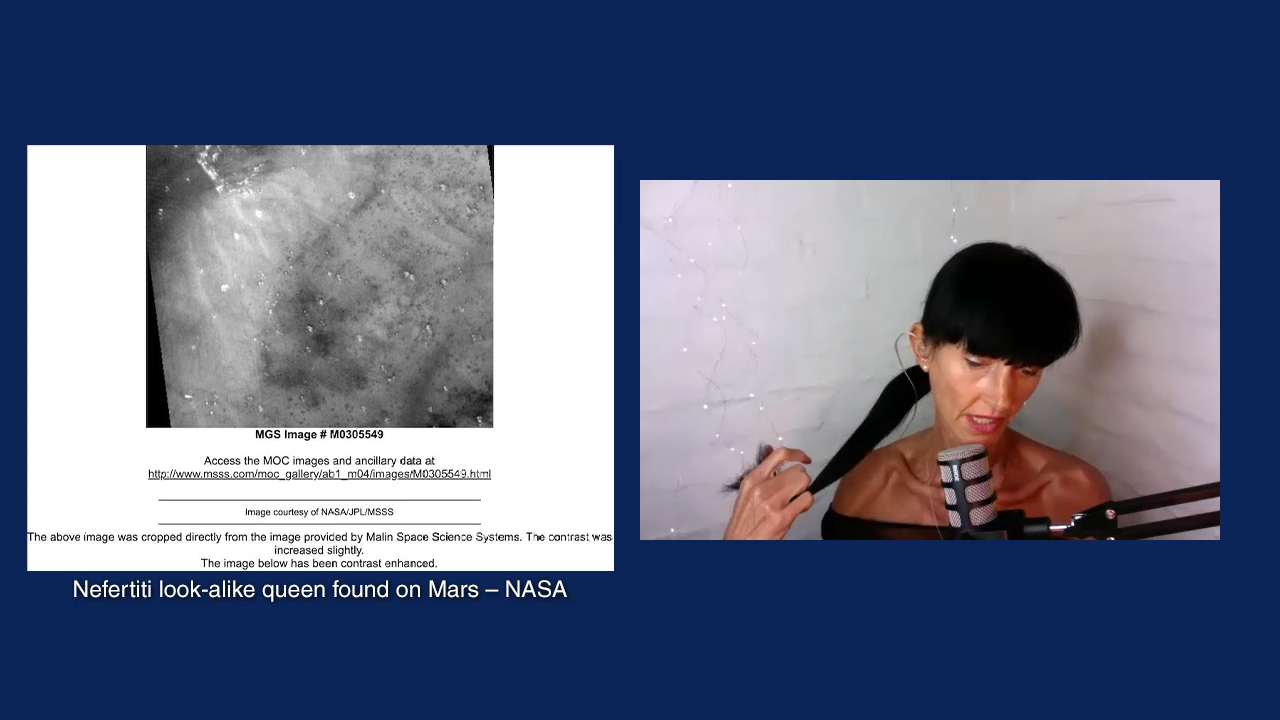 MGS Image # M0305549
Access the MOC images and ancillary data at
http://www.msss.com/moc_gallery/ab1_m04/images/M0305549.html
Image courtesy of NASA/JPL/MSSS
The above image was cropped directly from the image provided by Malin Space Science Systems. The contrast was
increased slightly.
The image below has been contrast enhanced.
Nefertiti look-alike queen found on Mars – NASA